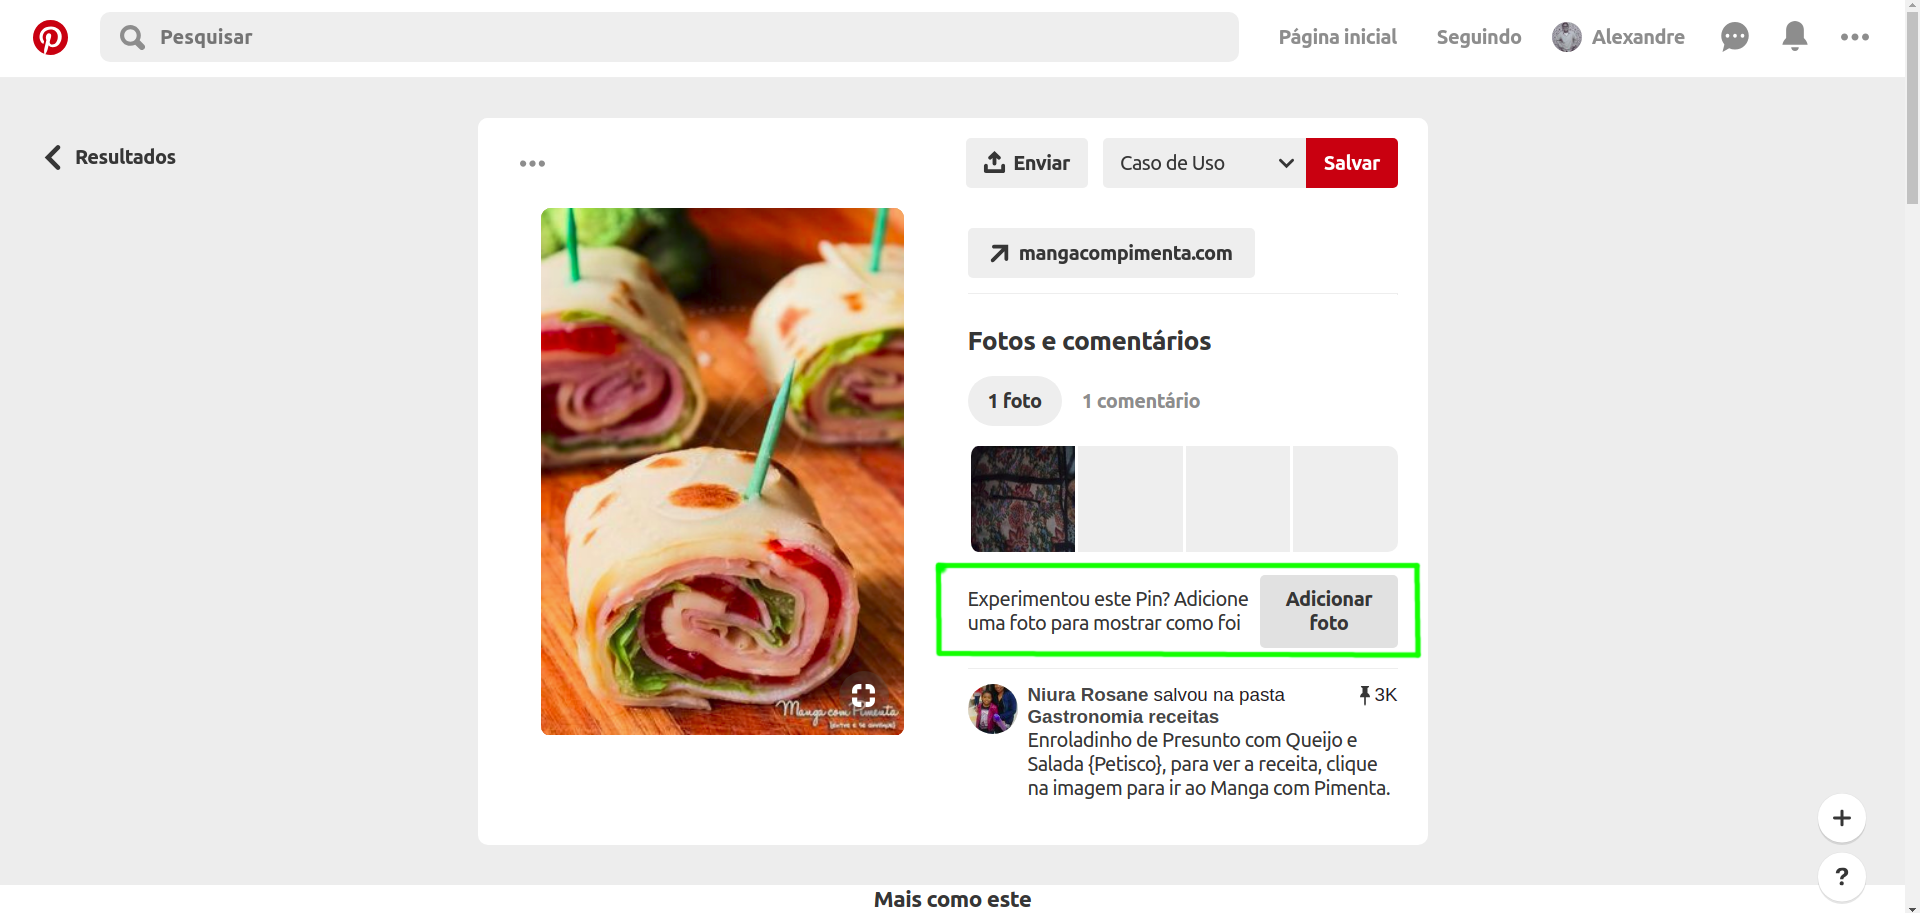 Pesquisar
Página inicial
Seguindo
Alexandre
Resultados
Enviar
Caso de Uso
Salvar
mangacompimenta.com
Fotos e comentários
1 foto
1 comentário
Experimentou este Pin? Adicione
uma foto para mostrar como foi
Adicionar
foto
Niura Rosane salvou na pasta
3K
Gastronomia receitas
Enroladinho de Presunto com Queijo e
Salada {Petisco}, para ver a receita, clique
na imagem para ir ao Manga com Pimenta.
Manga com Pimenta
+
?
Mais como este